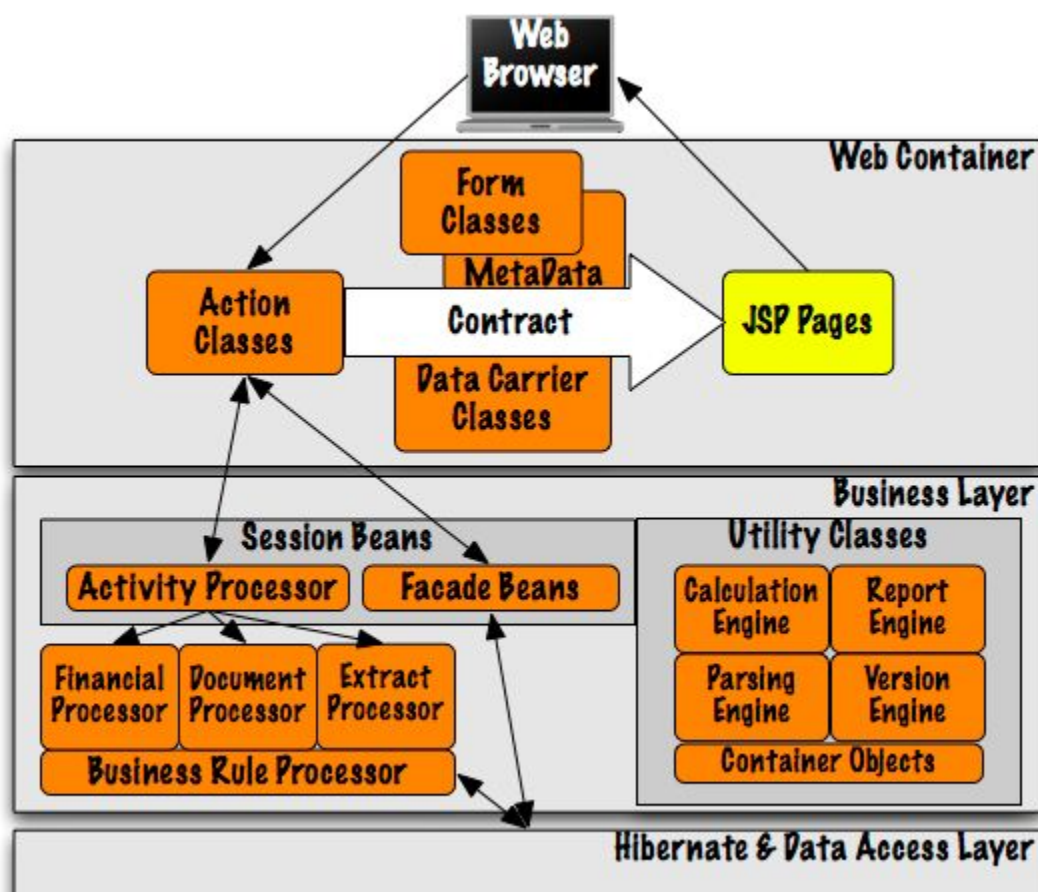 Web
Browser
Web Container
Form
Classes
MetaData
Action
Classes
Contract
JSP Pages
Data Carrier
Classes
Business Layer
Session Beans
Utility Classes
Activity Processor
Facade Beans
Calculation
Engine
Report
Engine
Financial
Processor
Document
Processor
Extract
Processor
Parsing
Engine
Version
Engine
Business Rule Processor
Container Objects
Hibernate & Data Access Layer